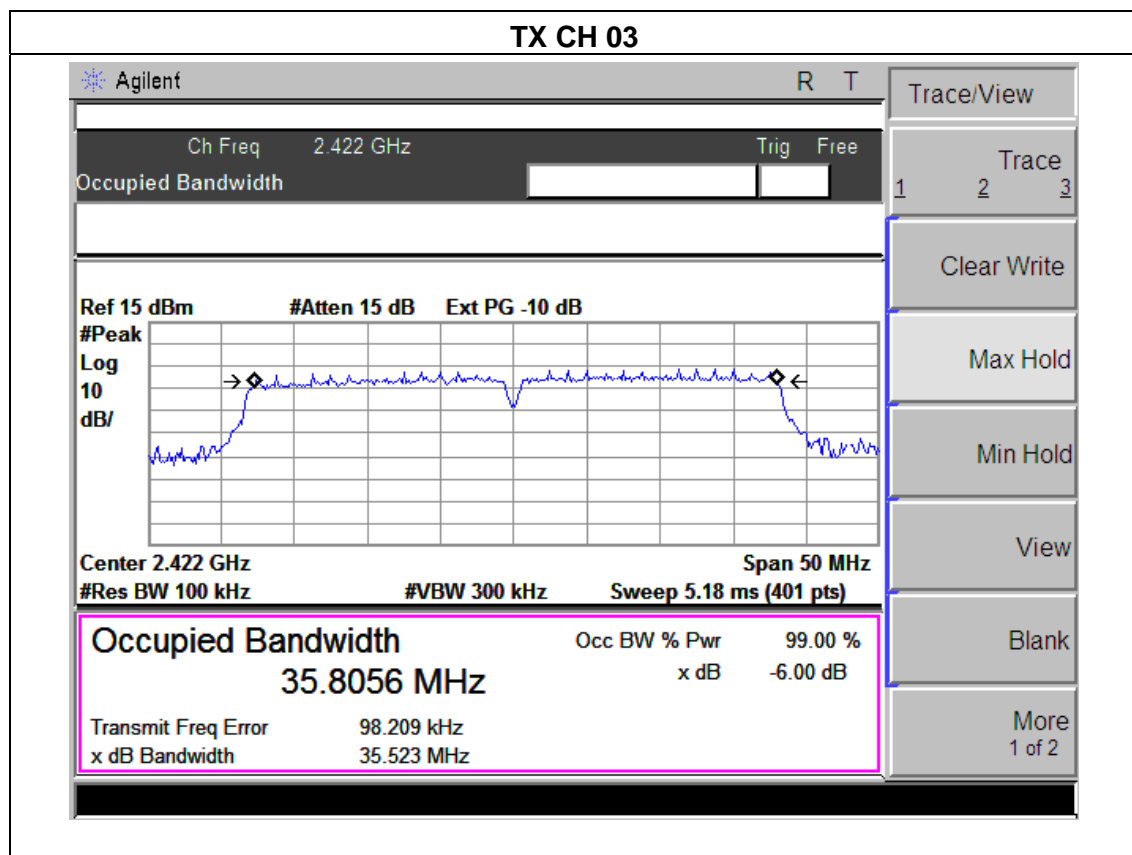 TX CH 03
Agilent R T
Trace/View
Ch Freq 2.422 GHz Trig Free
Occupied Bandwidth
Trace
1 2 3
Clear Write
Ref 15 dBm #Atten 15 dB Ext PG -10 dB
#Peak
Log
10
dB/
Max Hold
Min Hold
View
Center 2.422 GHz Span 50 MHz
#Res BW 100 kHz #VBW 300 kHz Sweep 5.18 ms (401 pts)
Occupied Bandwidth Occ BW % Pwr 99.00 %
35.8056 MHz x dB -6.00 dB
Blank
Transmit Freq Error 98.209 kHz
x dB Bandwidth 35.523 MHz
More
1 of 2